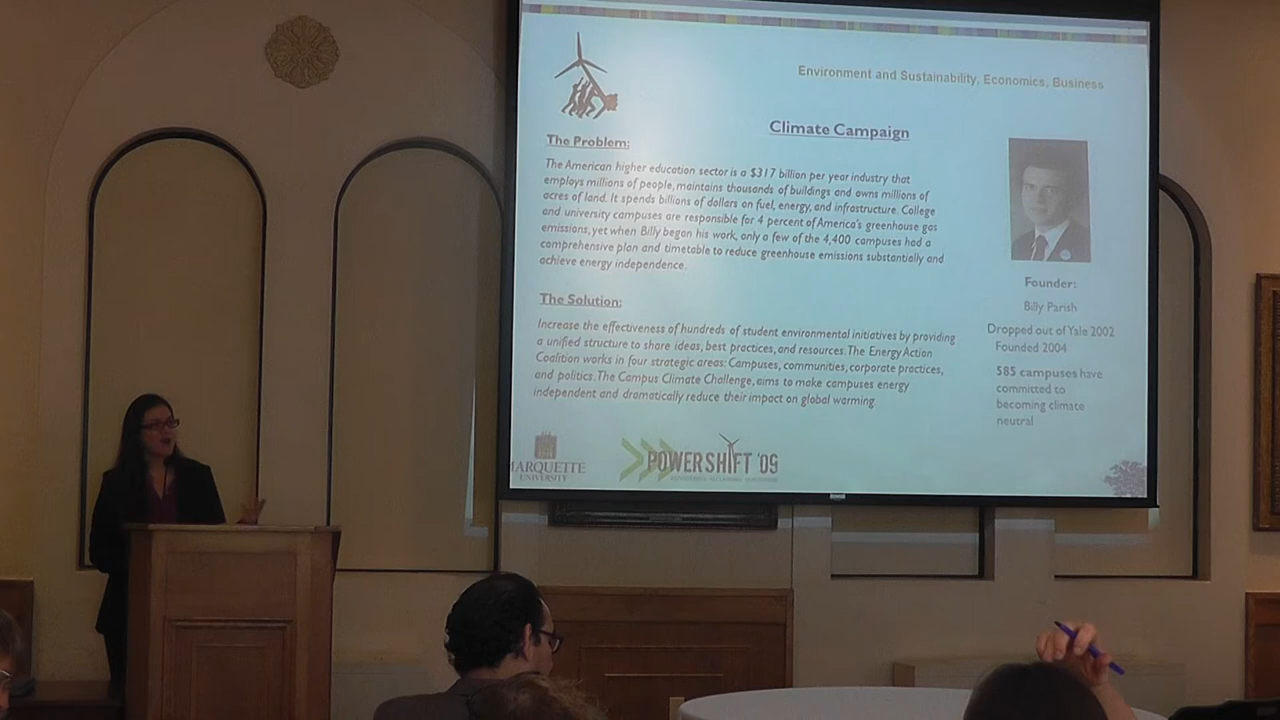 Environment and Sustainability, Economics, Business
Climate Campaign
The Problem:
The American higher education sector is a $317 billion per year industry that
employs millions of people, maintains thousands of buildings and owns millions of
acres of land. It spends billions of dollars on fuel, energy, and infrastructure. College
and university campuses are responsible for 4 percent of America's greenhouse gas
emissions, yet when Billy began his work, only a few of the 4,400 campuses had a
comprehensive plan and timetable to reduce greenhouse emissions substantially and
achieve energy independence.
The Solution:
Increase the effectiveness of hundreds of student environmental initiatives by providing
a unified structure to share ideas, best practices, and resources. The Energy Action
Coalition works in four strategic areas: Campuses, communities, corporate practices,
and politics. The Campus Climate Challenge, aims to make campuses energy
independent and dramatically reduce their impact on global warming.
Founder:
Billy Parish
Dropped out of Yale 2002
Founded 2004
585 campuses have
committed to
becoming climate
neutral
MARQUETTE
UNIVERSITY
POWERSHIFT '09